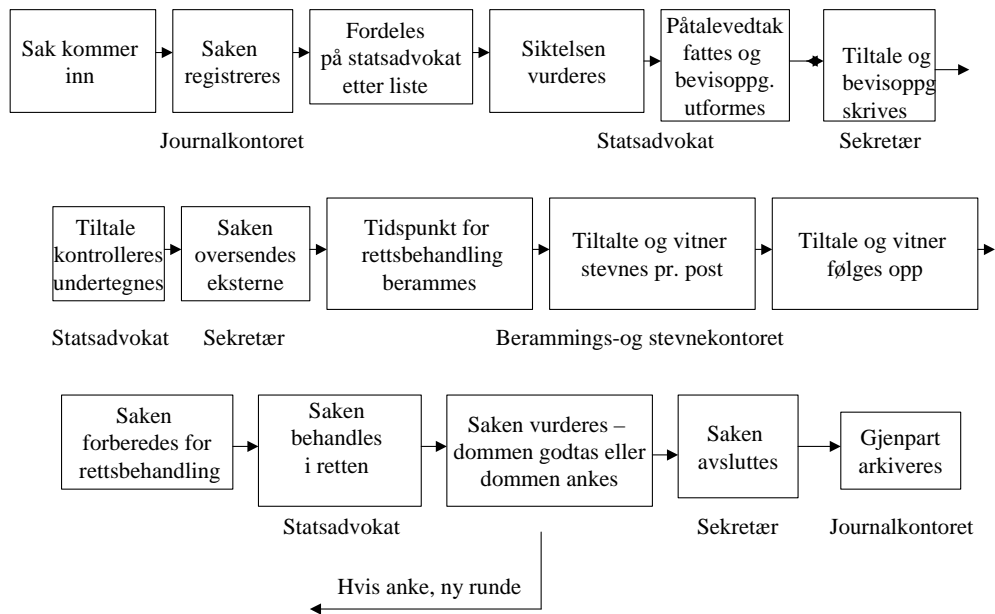 Sak kommer
inn
Saken
registreres
Fordeles
på statsadvokat
etter liste
Siktelsen
vurderes
Påtalevedtak
fattes og
bevisoppg.
utformes
Tiltale og
bevisoppg
skrives
Journalkontoret
Statsadvokat
Sekretær
Tiltale
kontrolleres
undertegnes
Saken
oversendes
eksterne
Tidspunkt for
rettsbehandling
berammes
Tiltalte og vitner
stevnes pr. post
Tiltale og vitner
følges opp
Statsadvokat
Sekretær
Berammings-og stevnekontoret
Saken
forberedes for
rettsbehandling
Saken
behandles
i retten
Saken vurderes –
dommen godtas eller
dommen ankes
Saken
avsluttes
Gjenpart
arkiveres
Statsadvokat
Sekretær
Journalkontoret
Hvis anke, ny runde